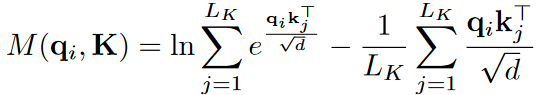 M(\mathbf{q}_i, \mathbf{K}) = \ln \sum_{j=1}^{L_K} e^{\frac{\mathbf{q}_i \mathbf{k}_j^\top}{\sqrt{d}}} - \frac{1}{L_K} \sum_{j=1}^{L_K} \frac{\mathbf{q}_i \mathbf{k}_j^\top}{\sqrt{d}}